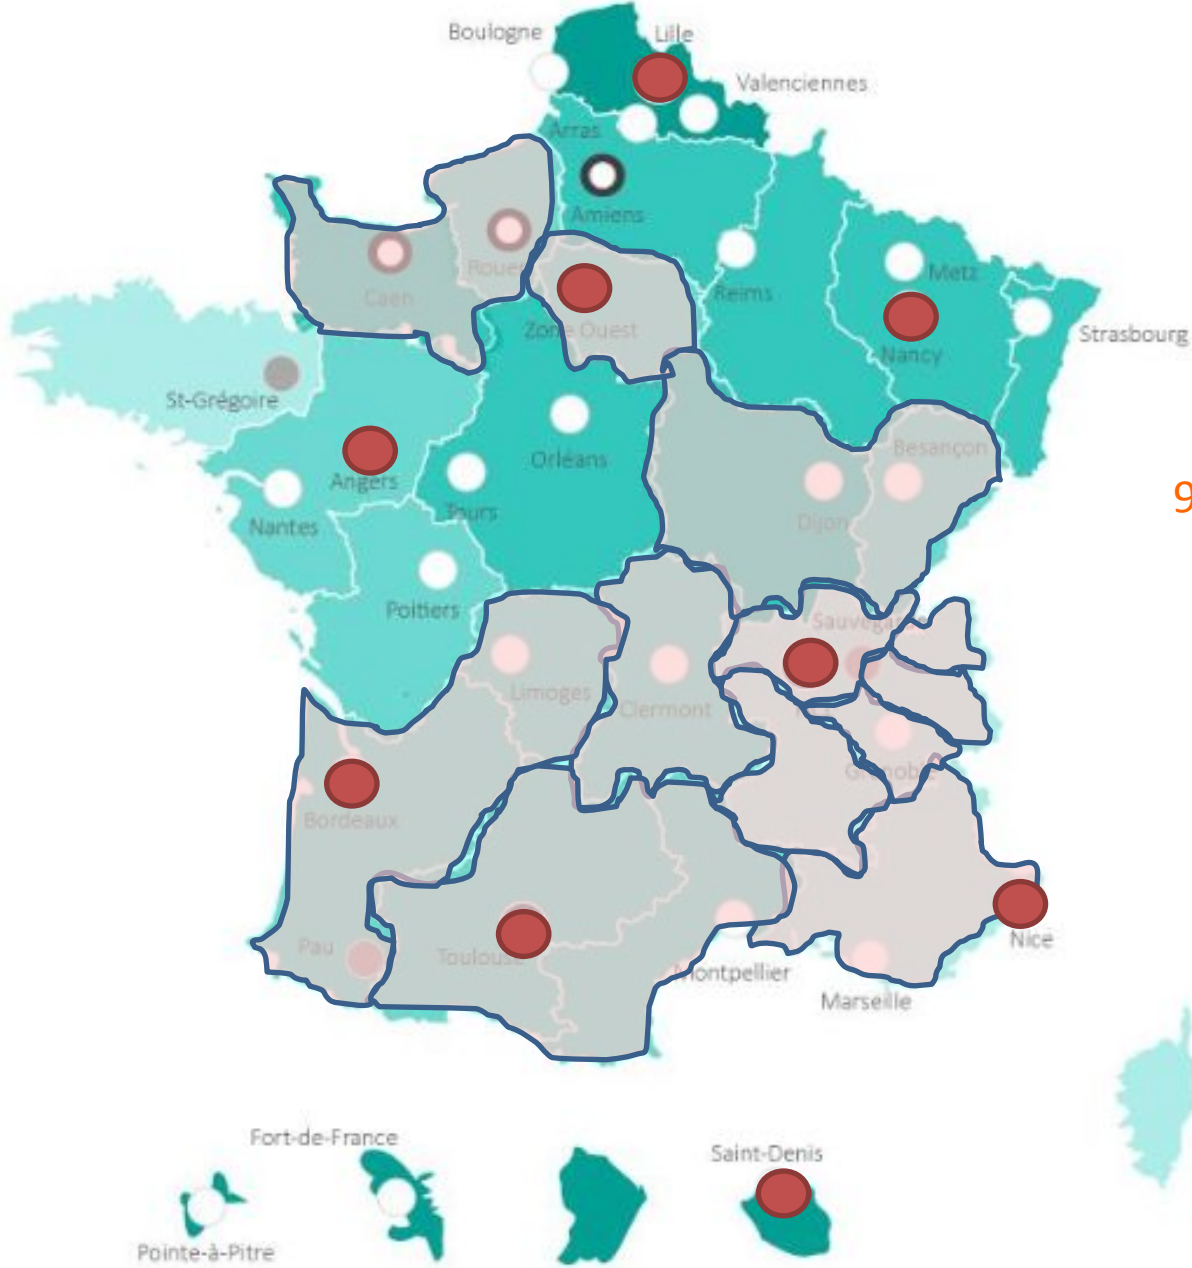 Boulogne
Lille
Valenciennes
Arras
Amiens
Rouen
Caen
Metz
Reims
Zone Ouest
Strasbourg
Nancy
St-Grégoire
Orléans
Besançon
Angers
9
Nantes
Tours
Dijon
Poitiers
Limoges
Clermont
Grenoble
Bordeaux
Pau
Toulouse
Nice
Montpellier
Marseille
Fort-de-France
Saint-Denis
Pointe-à-Pitre